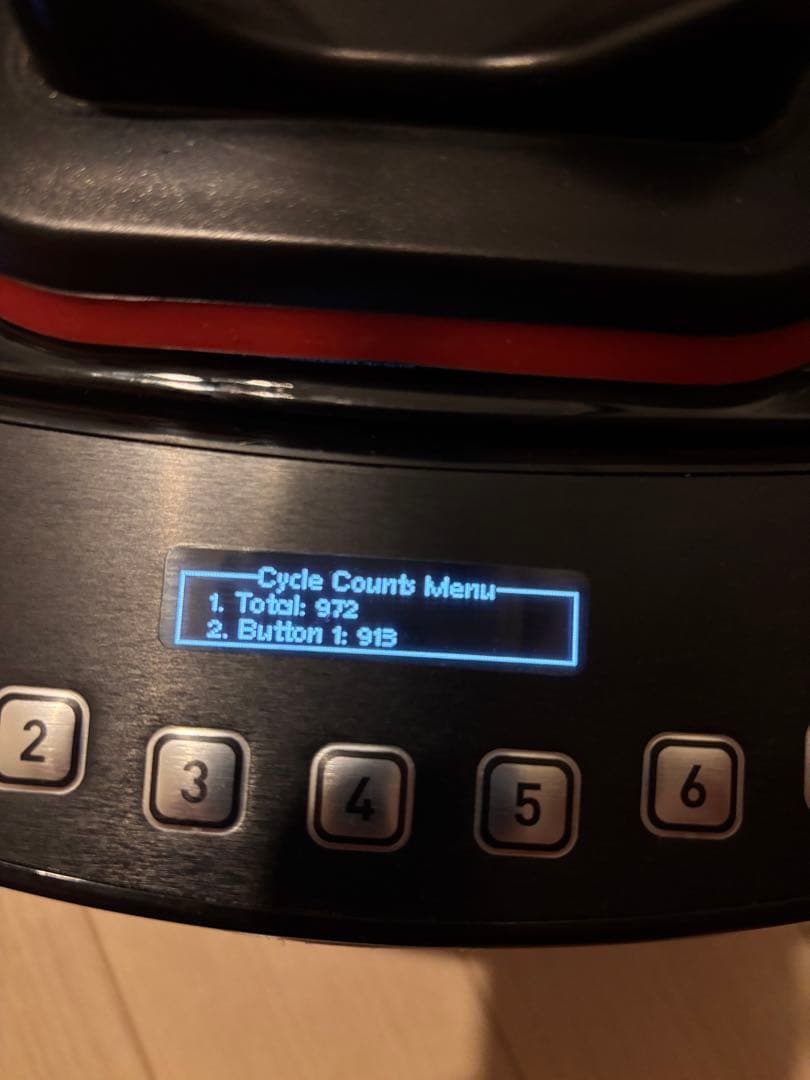 Cycle Counts Menu
1. Total: 972
2. Button 1: 913
2 3 4 5 6